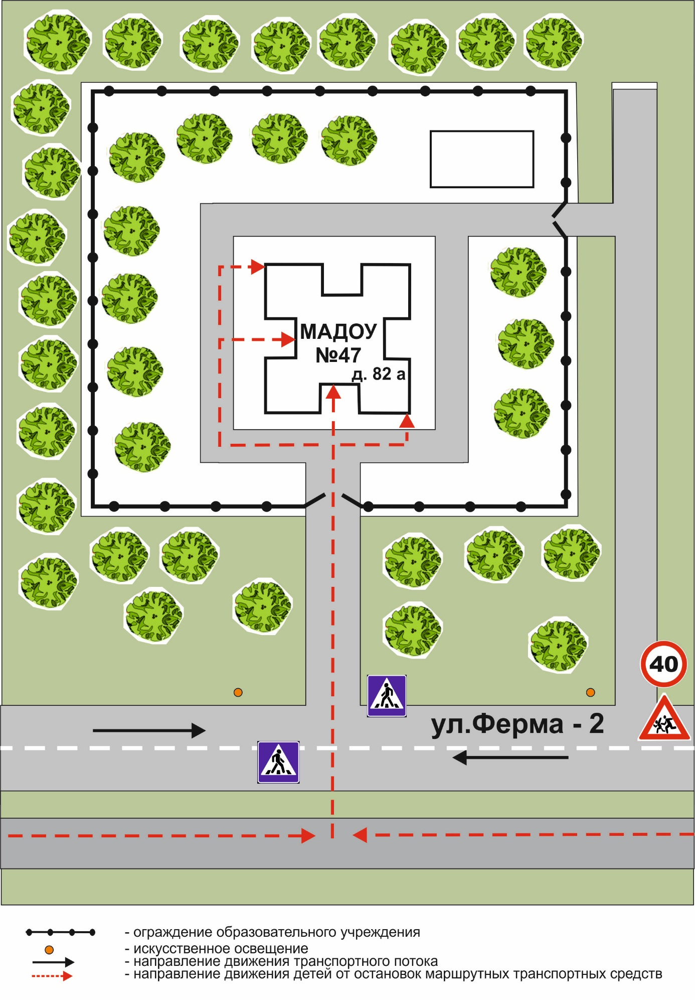 МАДОУ
№47
д. 82 а
40
ул.Ферма - 2
- ограждение образовательного учреждения
- искусственное освещение
- направление движения транспортного потока
- направление движения детей от остановок маршрутных транспортных средств